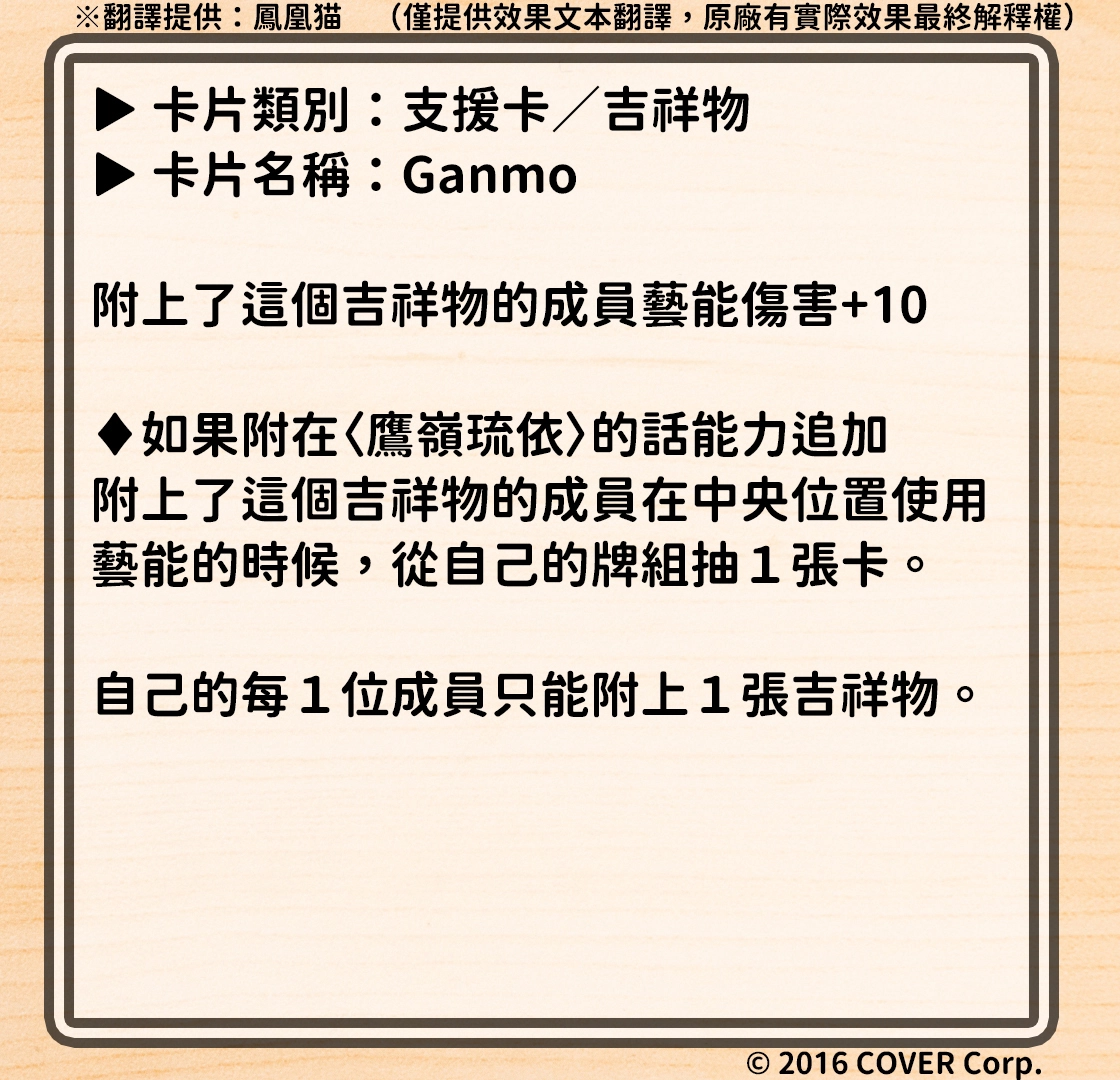 ※翻譯提供：鳳凰猫　（僅提供效果文本翻譯，原廠有實際效果最終解釋權）
▶ 卡片類別：支援卡／吉祥物
▶ 卡片名稱：Ganmo
附上了這個吉祥物的成員藝能傷害+10
♦如果附在〈鷹嶺琉依〉的話能力追加
附上了這個吉祥物的成員在中央位置使用
藝能的時候，從自己的牌組抽１張卡。
自己的每１位成員只能附上１張吉祥物。
© 2016 COVER Corp.